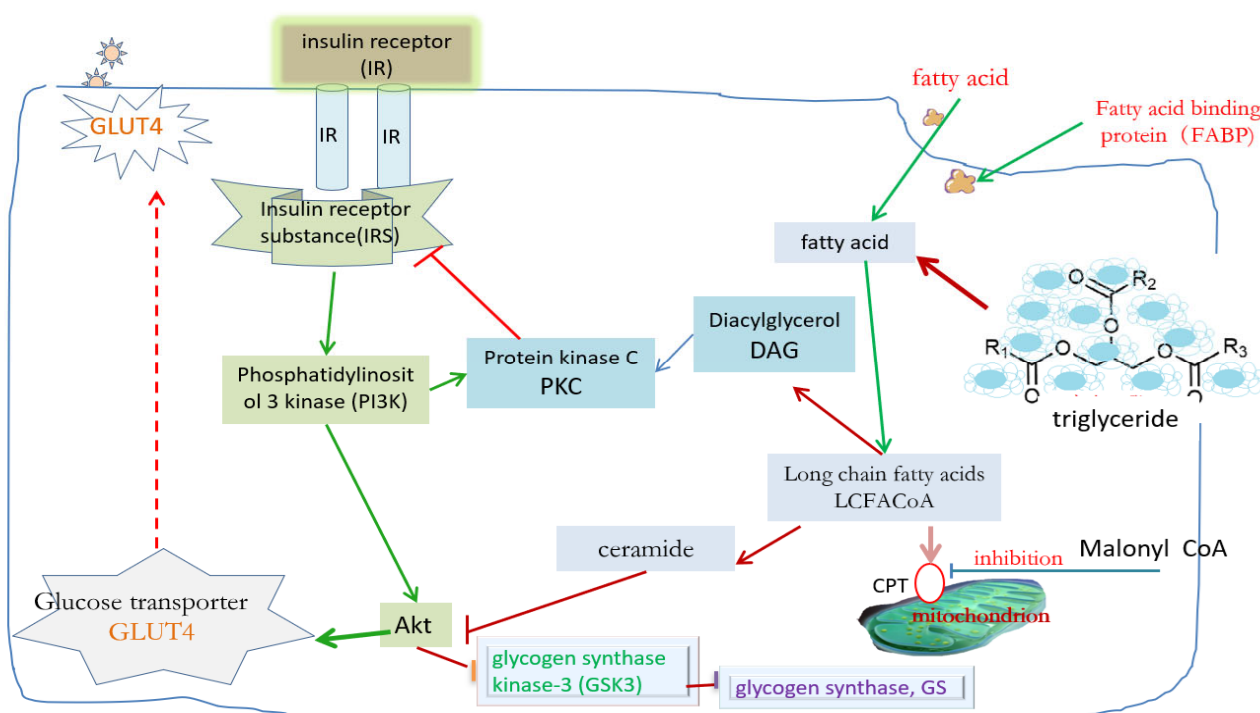 insulin receptor
(IR)
fatty acid
GLUT4
Fatty acid binding
protein（FABP)
IR
IR
Insulin receptor
substance(IRS)
fatty acid
Diacylglycerol
DAG
R₂
O
O
R₁
O
O
R₃
O
O
triglyceride
Protein kinase C
PKC
Phosphatidylinosit
ol 3 kinase (PI3K)
Long chain fatty acids
LCFACoA
ceramide
inhibition
Malonyl CoA
CPT
mitochondrion
Glucose transporter
GLUT4
Akt
glycogen synthase
kinase-3 (GSK3)
glycogen synthase, GS